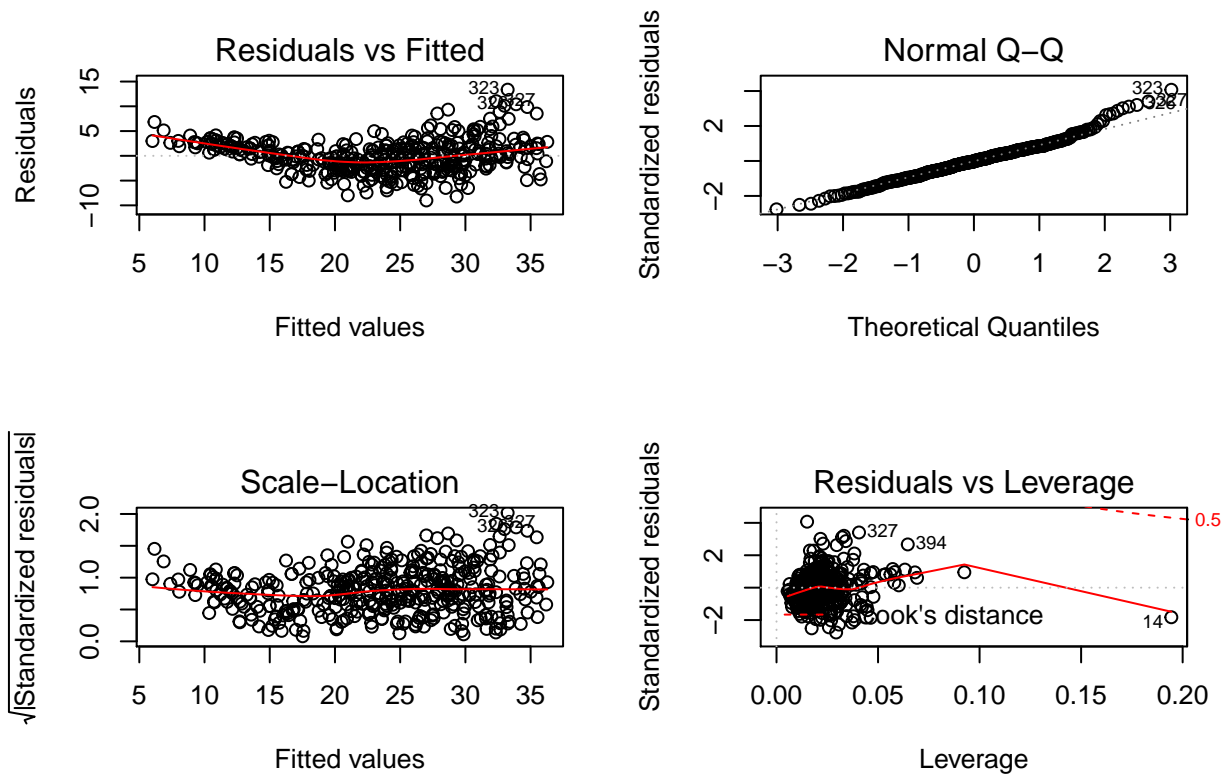 Residuals vs Fitted
Residuals
15
5
−10
323
327
5 10 15 20 25 30 35
Fitted values
Normal Q−Q
Standardized residuals
2
−2
323
327
−3 −2 −1 0 1 2 3
Theoretical Quantiles
Scale−Location
√|Standardized residuals|
2.0
1.0
0.0
323
327
5 10 15 20 25 30 35
Fitted values
Residuals vs Leverage
Standardized residuals
2
−2
327
394
14
0.5
ook's distance
0.00 0.05 0.10 0.15 0.20
Leverage